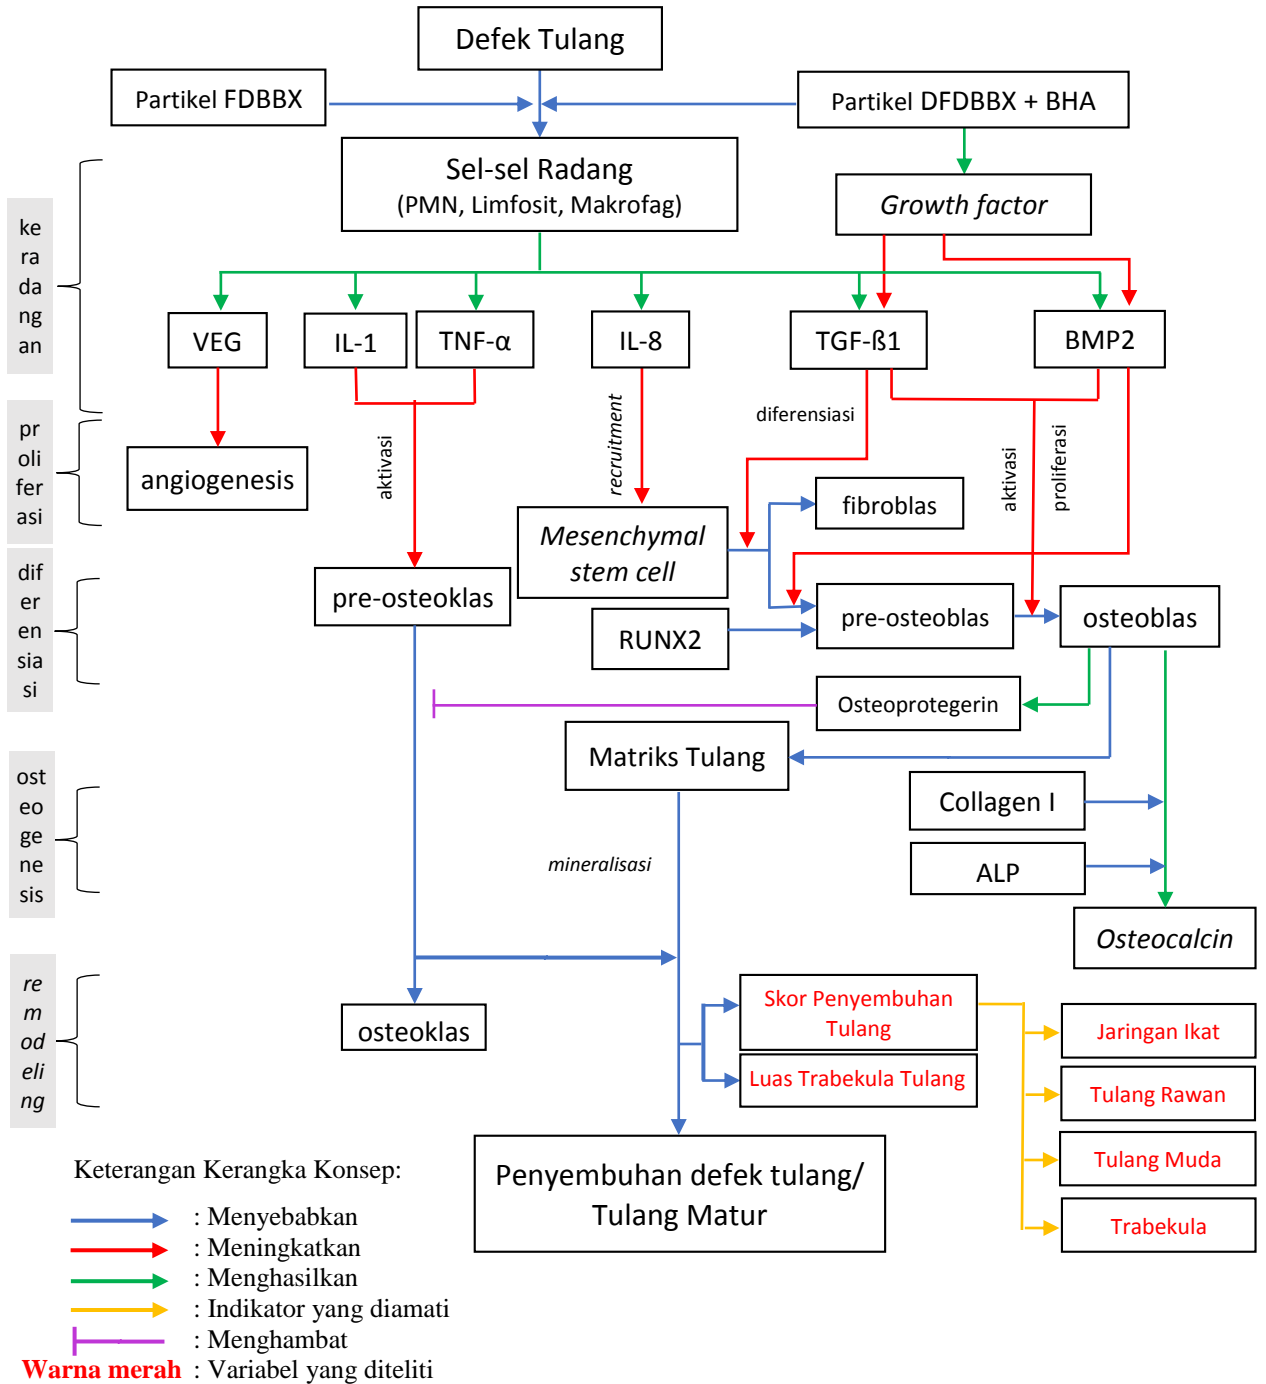 Defek Tulang
Partikel FDBBX
Partikel DFDBBX + BHA
Sel-sel Radang
(PMN, Limfosit, Makrofag)
Growth factor
ke
ra
da
ng
an
VEG
IL-1
TNF-α
IL-8
TGF-ß1
BMP2
pr
oli
fer
asi
angiogenesis
aktivasi
recruitment
diferensiasi
aktivasi
proliferasi
fibroblas
Mesenchymal
stem cell
dif
er
en
sia
si
pre-osteoklas
RUNX2
pre-osteoblas
osteoblas
Osteoprotegerin
Matriks Tulang
ost
eo
ge
ne
sis
Collagen I
mineralisasi
ALP
Osteocalcin
re
m
od
eli
ng
osteoklas
Skor Penyembuhan
Tulang
Luas Trabekula Tulang
Jaringan Ikat
Tulang Rawan
Tulang Muda
Trabekula
Penyembuhan defek tulang/
Tulang Matur
Keterangan Kerangka Konsep:
: Menyebabkan
: Meningkatkan
: Menghasilkan
: Indikator yang diamati
: Menghambat
Warna merah : Variabel yang diteliti